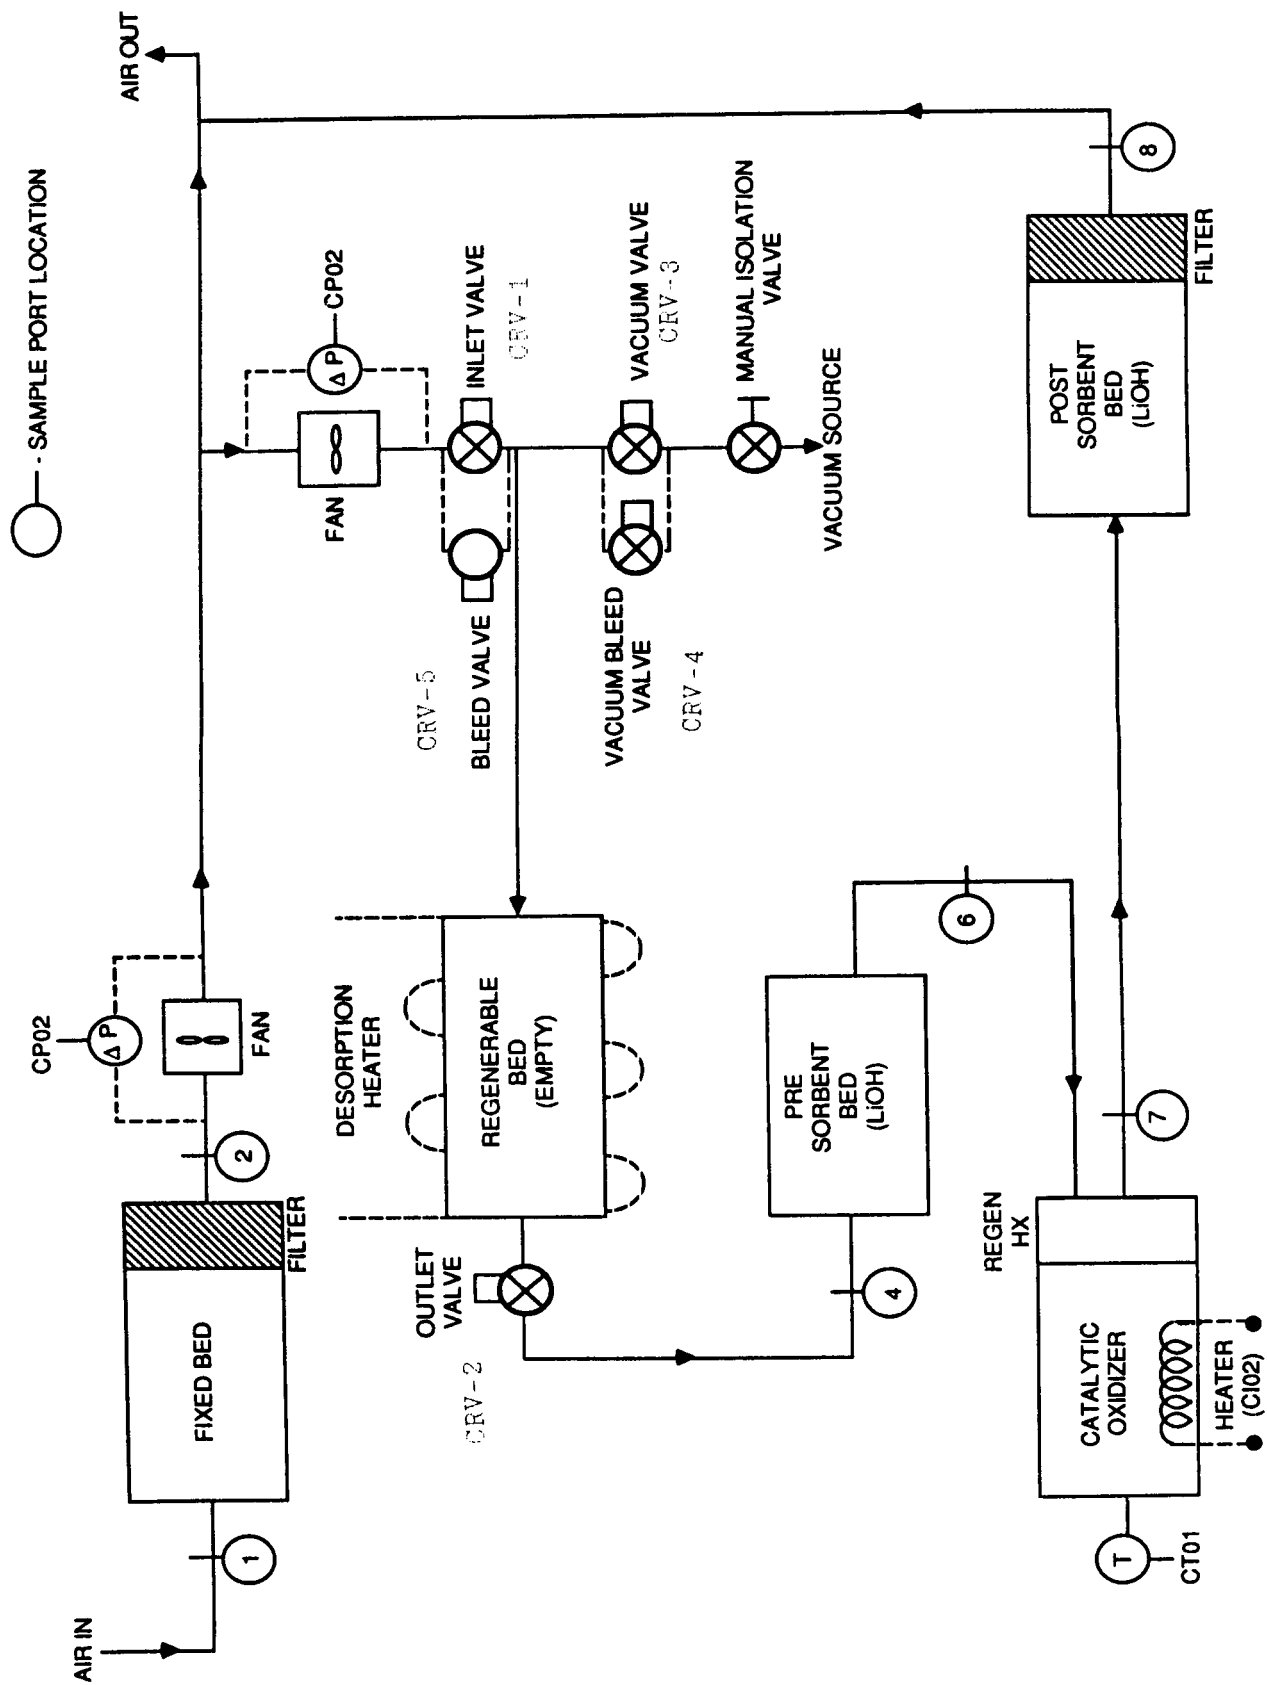 - SAMPLE PORT LOCATION
AIR OUT
AIR IN
1
FIXED BED
FILTER
2
CP02
Δ P
FAN
FAN
Δ P
CP02
INLET VALVE
CRV-1
BLEED VALVE
CRV-5
VACUUM VALVE
CRV-3
VACUUM BLEED
VALVE
CRV-4
MANUAL ISOLATION
VALVE
VACUUM SOURCE
DESORPTION
HEATER
REGENERABLE
BED
(EMPTY)
OUTLET
VALVE
CRV-2
4
PRE
SORBENT
BED
(LiOH)
6
REGEN
HX
CATALYTIC
OXIDIZER
HEATER
(CI02)
T
CT01
7
POST
SORBENT
BED
(LiOH)
FILTER
8